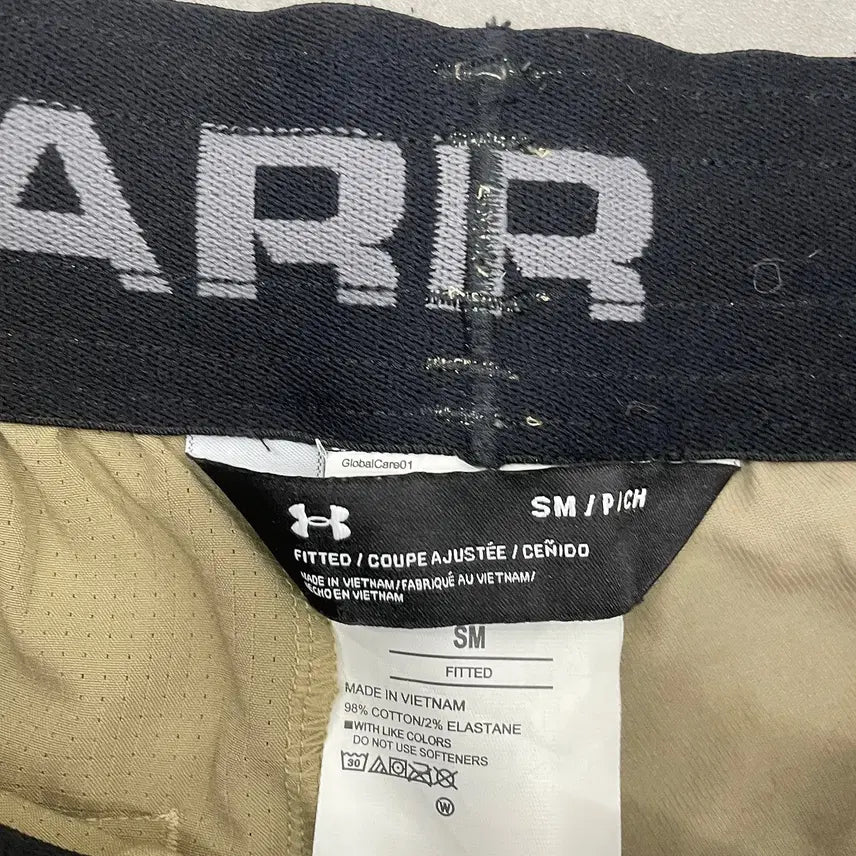 ARR
GlobalCare01
SM / P/CH
FITTED / COUPE AJUSTÉE / CEÑIDO
MADE IN VIETNAM/FABRIQUÉ AU VIETNAM/
HECHO EN VIETNAM
SM
FITTED
MADE IN VIETNAM
98% COTTON/2% ELASTANE
■WITH LIKE COLORS
DO NOT USE SOFTENERS
30
W